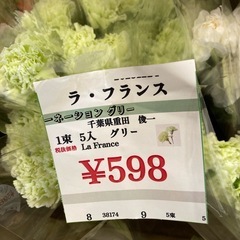 ラ・フランス
ーネーション グリー
千葉県重田 俊一
1束 5入 グリー
税抜価格 La France
¥598
8 38174 9 5束 5